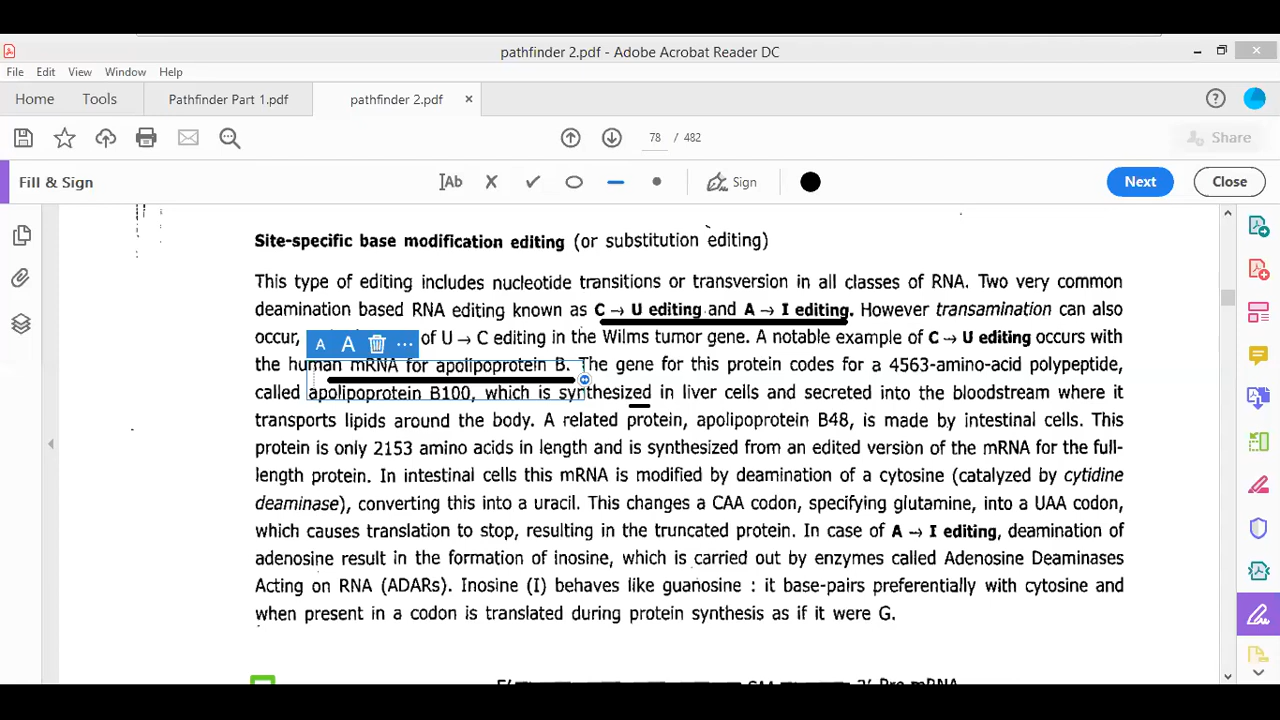 pathfinder 2.pdf - Adobe Acrobat Reader DC
File Edit View Window Help
Home Tools Pathfinder Part 1.pdf pathfinder 2.pdf
78 / 482
Share
Fill & Sign
Ab
Sign
Next
Close
Site-specific base modification editing (or substitution editing)
This type of editing includes nucleotide transitions or transversion in all classes of RNA. Two very common
deamination based RNA editing known as C → U editing and A → I editing. However transamination can also
occur, of U → C editing in the Wilms tumor gene. A notable example of C → U editing occurs with
A A
the human mRNA for apolipoprotein B. The gene for this protein codes for a 4563-amino-acid polypeptide,
called apolipoprotein B100, which is synthesized in liver cells and secreted into the bloodstream where it
transports lipids around the body. A related protein, apolipoprotein B48, is made by intestinal cells. This
protein is only 2153 amino acids in length and is synthesized from an edited version of the mRNA for the full-
length protein. In intestinal cells this mRNA is modified by deamination of a cytosine (catalyzed by cytidine
deaminase), converting this into a uracil. This changes a CAA codon, specifying glutamine, into a UAA codon,
which causes translation to stop, resulting in the truncated protein. In case of A → I editing, deamination of
adenosine result in the formation of inosine, which is carried out by enzymes called Adenosine Deaminases
Acting on RNA (ADARs). Inosine (I) behaves like guanosine : it base-pairs preferentially with cytosine and
when present in a codon is translated during protein synthesis as if it were G.